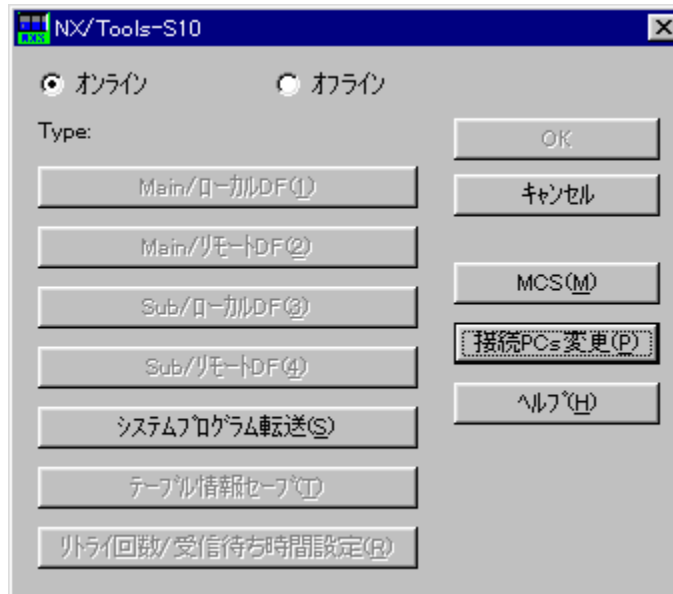 NX/Tools-S10
オンライン オフライン
Type:
OK
Main/ローカルDF(1)
キャンセル
Main/リモートDF(2)
MCS(M)
Sub/ローカルDF(3)
接続PCs変更(P)
Sub/リモートDF(4)
ヘルプ(H)
システムプログラム転送(S)
テーブル情報セーブ(T)
リトライ回数/受信待ち時間設定(R)